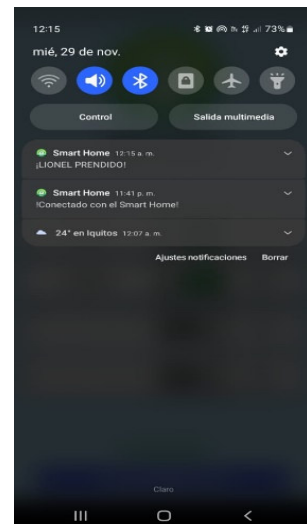 12:15
73%
mié, 29 de nov.
Control
Salida multimedia
Smart Home 12:15 a. m.
¡LIONEL PRENDIDO!
Smart Home 11:41 p. m.
!Conectado con el Smart Home!
24° en Iquitos 12:07 a. m.
Ajustes notificaciones
Borrar
Claro